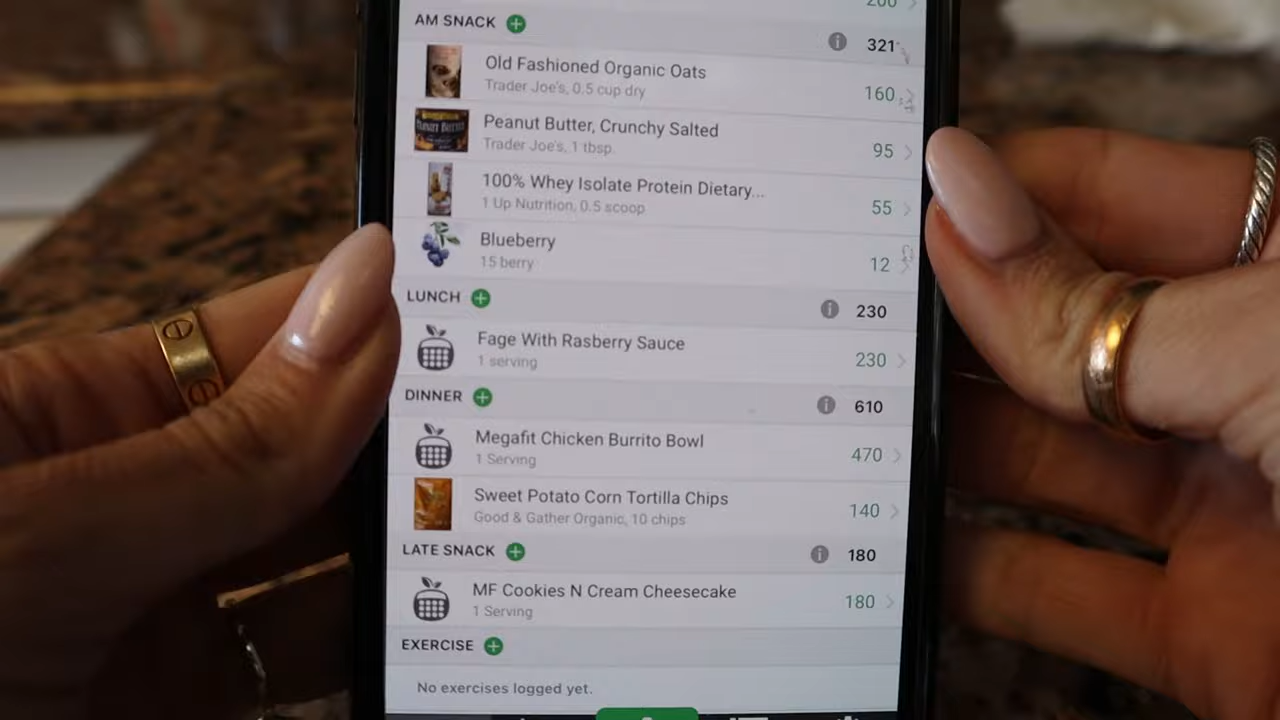 200
AM SNACK
321
Old Fashioned Organic Oats
Trader Joe's, 0.5 cup dry
160
Peanut Butter, Crunchy Salted
Trader Joe's, 1 tbsp.
95
100% Whey Isolate Protein Dietary...
1 Up Nutrition, 0.5 scoop
55
Blueberry
15 berry
12
LUNCH
230
Fage With Rasberry Sauce
1 serving
230
DINNER
610
Megafit Chicken Burrito Bowl
1 Serving
470
Sweet Potato Corn Tortilla Chips
Good & Gather Organic, 10 chips
140
LATE SNACK
180
MF Cookies N Cream Cheesecake
1 Serving
180
EXERCISE
No exercises logged yet.